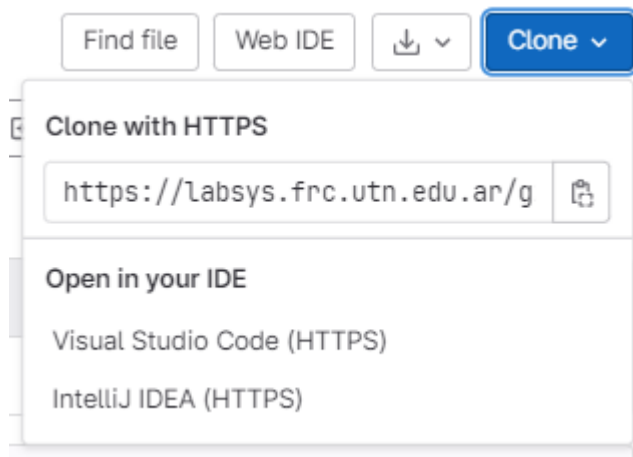 Find file Web IDE Clone
Clone with HTTPS
https://labsys.frc.utn.edu.ar/g
Open in your IDE
Visual Studio Code (HTTPS)
IntelliJ IDEA (HTTPS)